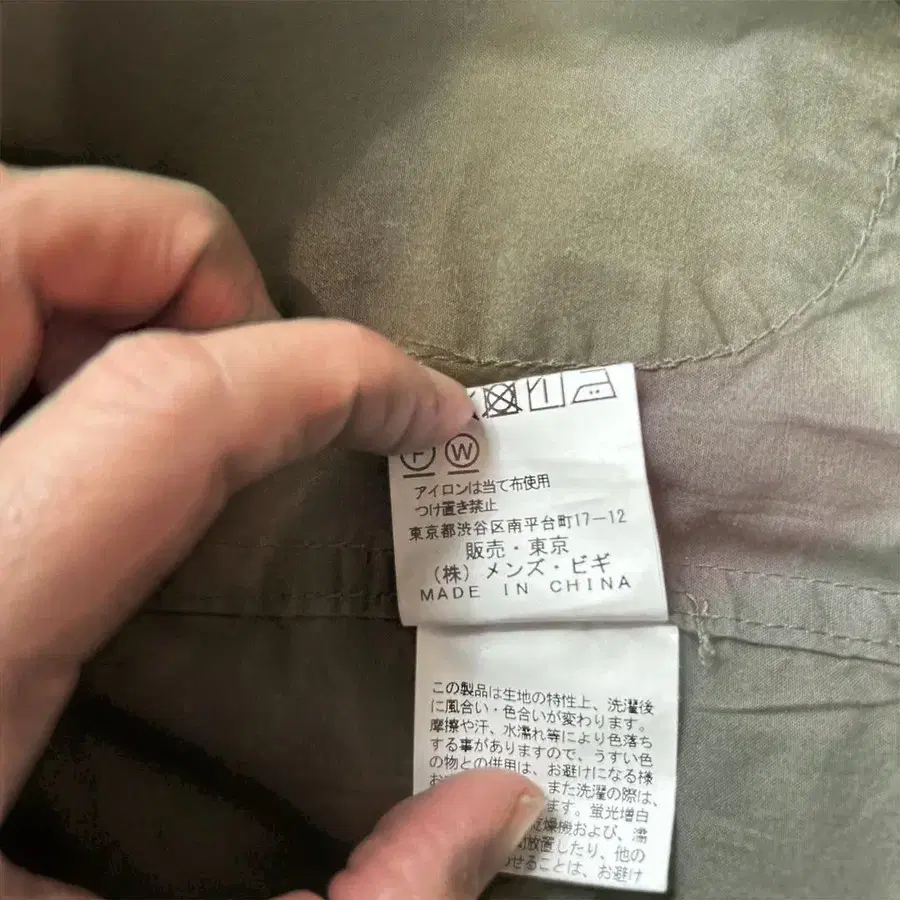 F W
アイロンは当て布使用
つけ置き禁止
東京都渋谷区南平台町17-12
販売・東京
(株) メンズ・ビギ
MADE IN CHINA
この製品は生地の特性上、洗濯後
に風合い・色合いが変わります。
摩擦や汗、水濡れ等により色落ち
する事がありますので、うすい色
の物との併用は、お避けになる様
また洗濯の際は、
ます。蛍光増白
乾燥機および、濡
放置したり、他の
せることは、お避け